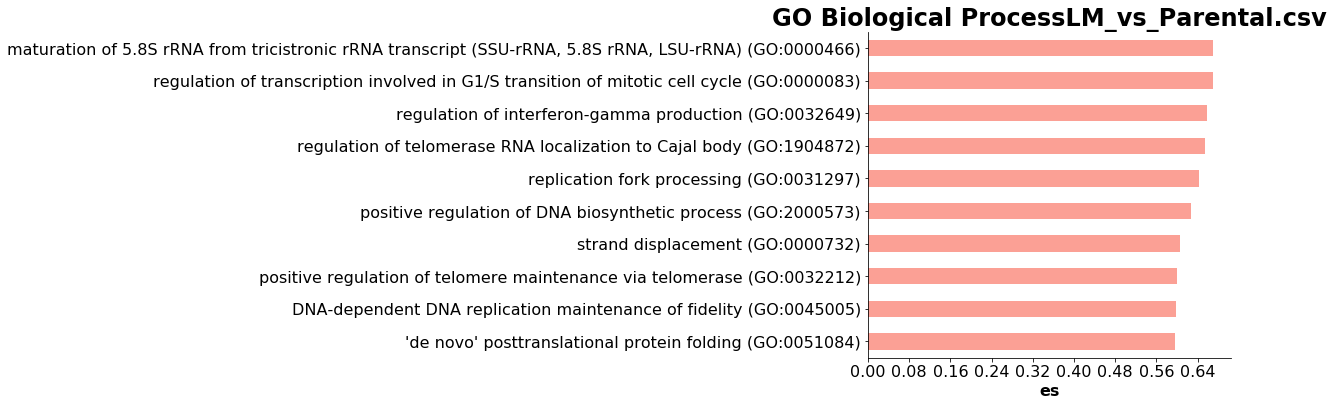 GO Biological ProcessLM_vs_Parental.csv
maturation of 5.8S rRNA from tricistronic rRNA transcript (SSU-rRNA, 5.8S rRNA, LSU-rRNA) (GO:0000466)
regulation of transcription involved in G1/S transition of mitotic cell cycle (GO:0000083)
regulation of interferon-gamma production (GO:0032649)
regulation of telomerase RNA localization to Cajal body (GO:1904872)
replication fork processing (GO:0031297)
positive regulation of DNA biosynthetic process (GO:2000573)
strand displacement (GO:0000732)
positive regulation of telomere maintenance via telomerase (GO:0032212)
DNA-dependent DNA replication maintenance of fidelity (GO:0045005)
'de novo' posttranslational protein folding (GO:0051084)
0.00 0.08 0.16 0.24 0.32 0.40 0.48 0.56 0.64
es